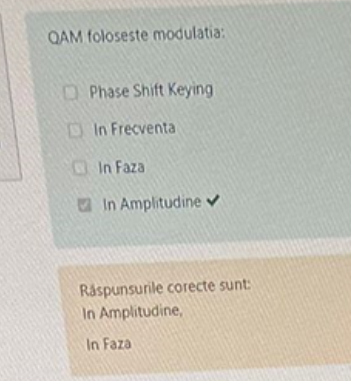 QAM foloseste modulatia:
Phase Shift Keying
In Frecventa
In Faza
In Amplitudine
Răspunsurile corecte sunt:
In Amplitudine,
In Faza